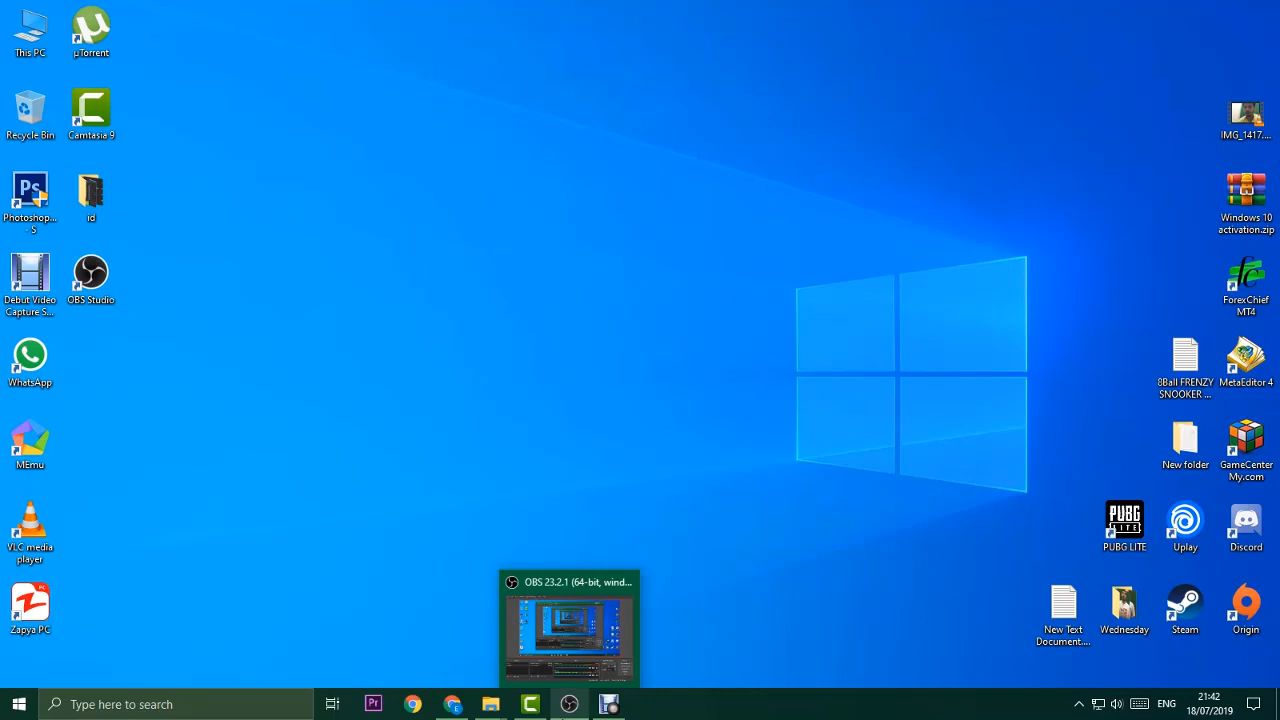 This PC
µTorrent
Recycle Bin
Camtasia 9
Photoshop...
- S
id
Debut Video
Capture S...
OBS Studio
WhatsApp
MEmu
VLC media
player
Zapya PC
IMG_1417....
Windows 10
activation.zip
ForexChief
MT4
8Ball FRENZY
SNOOKER ...
MetaEditor 4
New folder
GameCenter
My.com
PUBG LITE
Uplay
Discord
New Text
Document....
Wednesday
Steam
Origin
OBS 23.2.1 (64-bit, wind...
Type here to search
ENG
21:42
18/07/2019